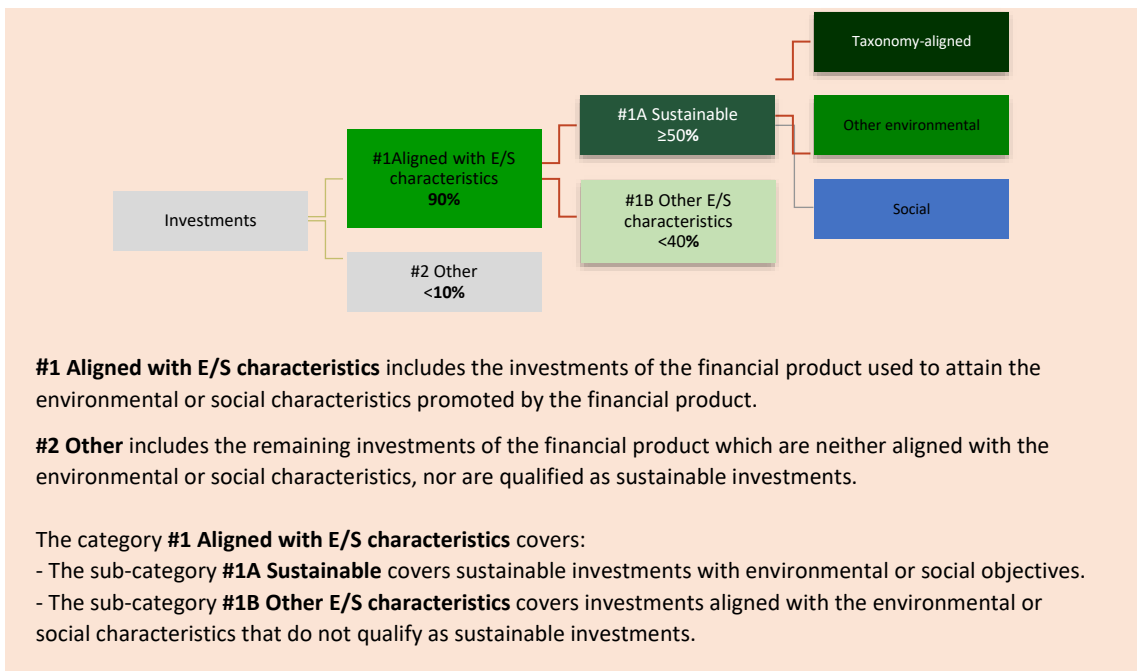 Taxonomy-aligned
#1A Sustainable
≥50%
Other environmental
#1Aligned with E/S
characteristics
90%
Investments
#1B Other E/S
characteristics
<40%
Social
#2 Other
<10%
#1 Aligned with E/S characteristics includes the investments of the financial product used to attain the
environmental or social characteristics promoted by the financial product.
#2 Other includes the remaining investments of the financial product which are neither aligned with the
environmental or social characteristics, nor are qualified as sustainable investments.
The category #1 Aligned with E/S characteristics covers:
- The sub-category #1A Sustainable covers sustainable investments with environmental or social objectives.
- The sub-category #1B Other E/S characteristics covers investments aligned with the environmental or
social characteristics that do not qualify as sustainable investments.